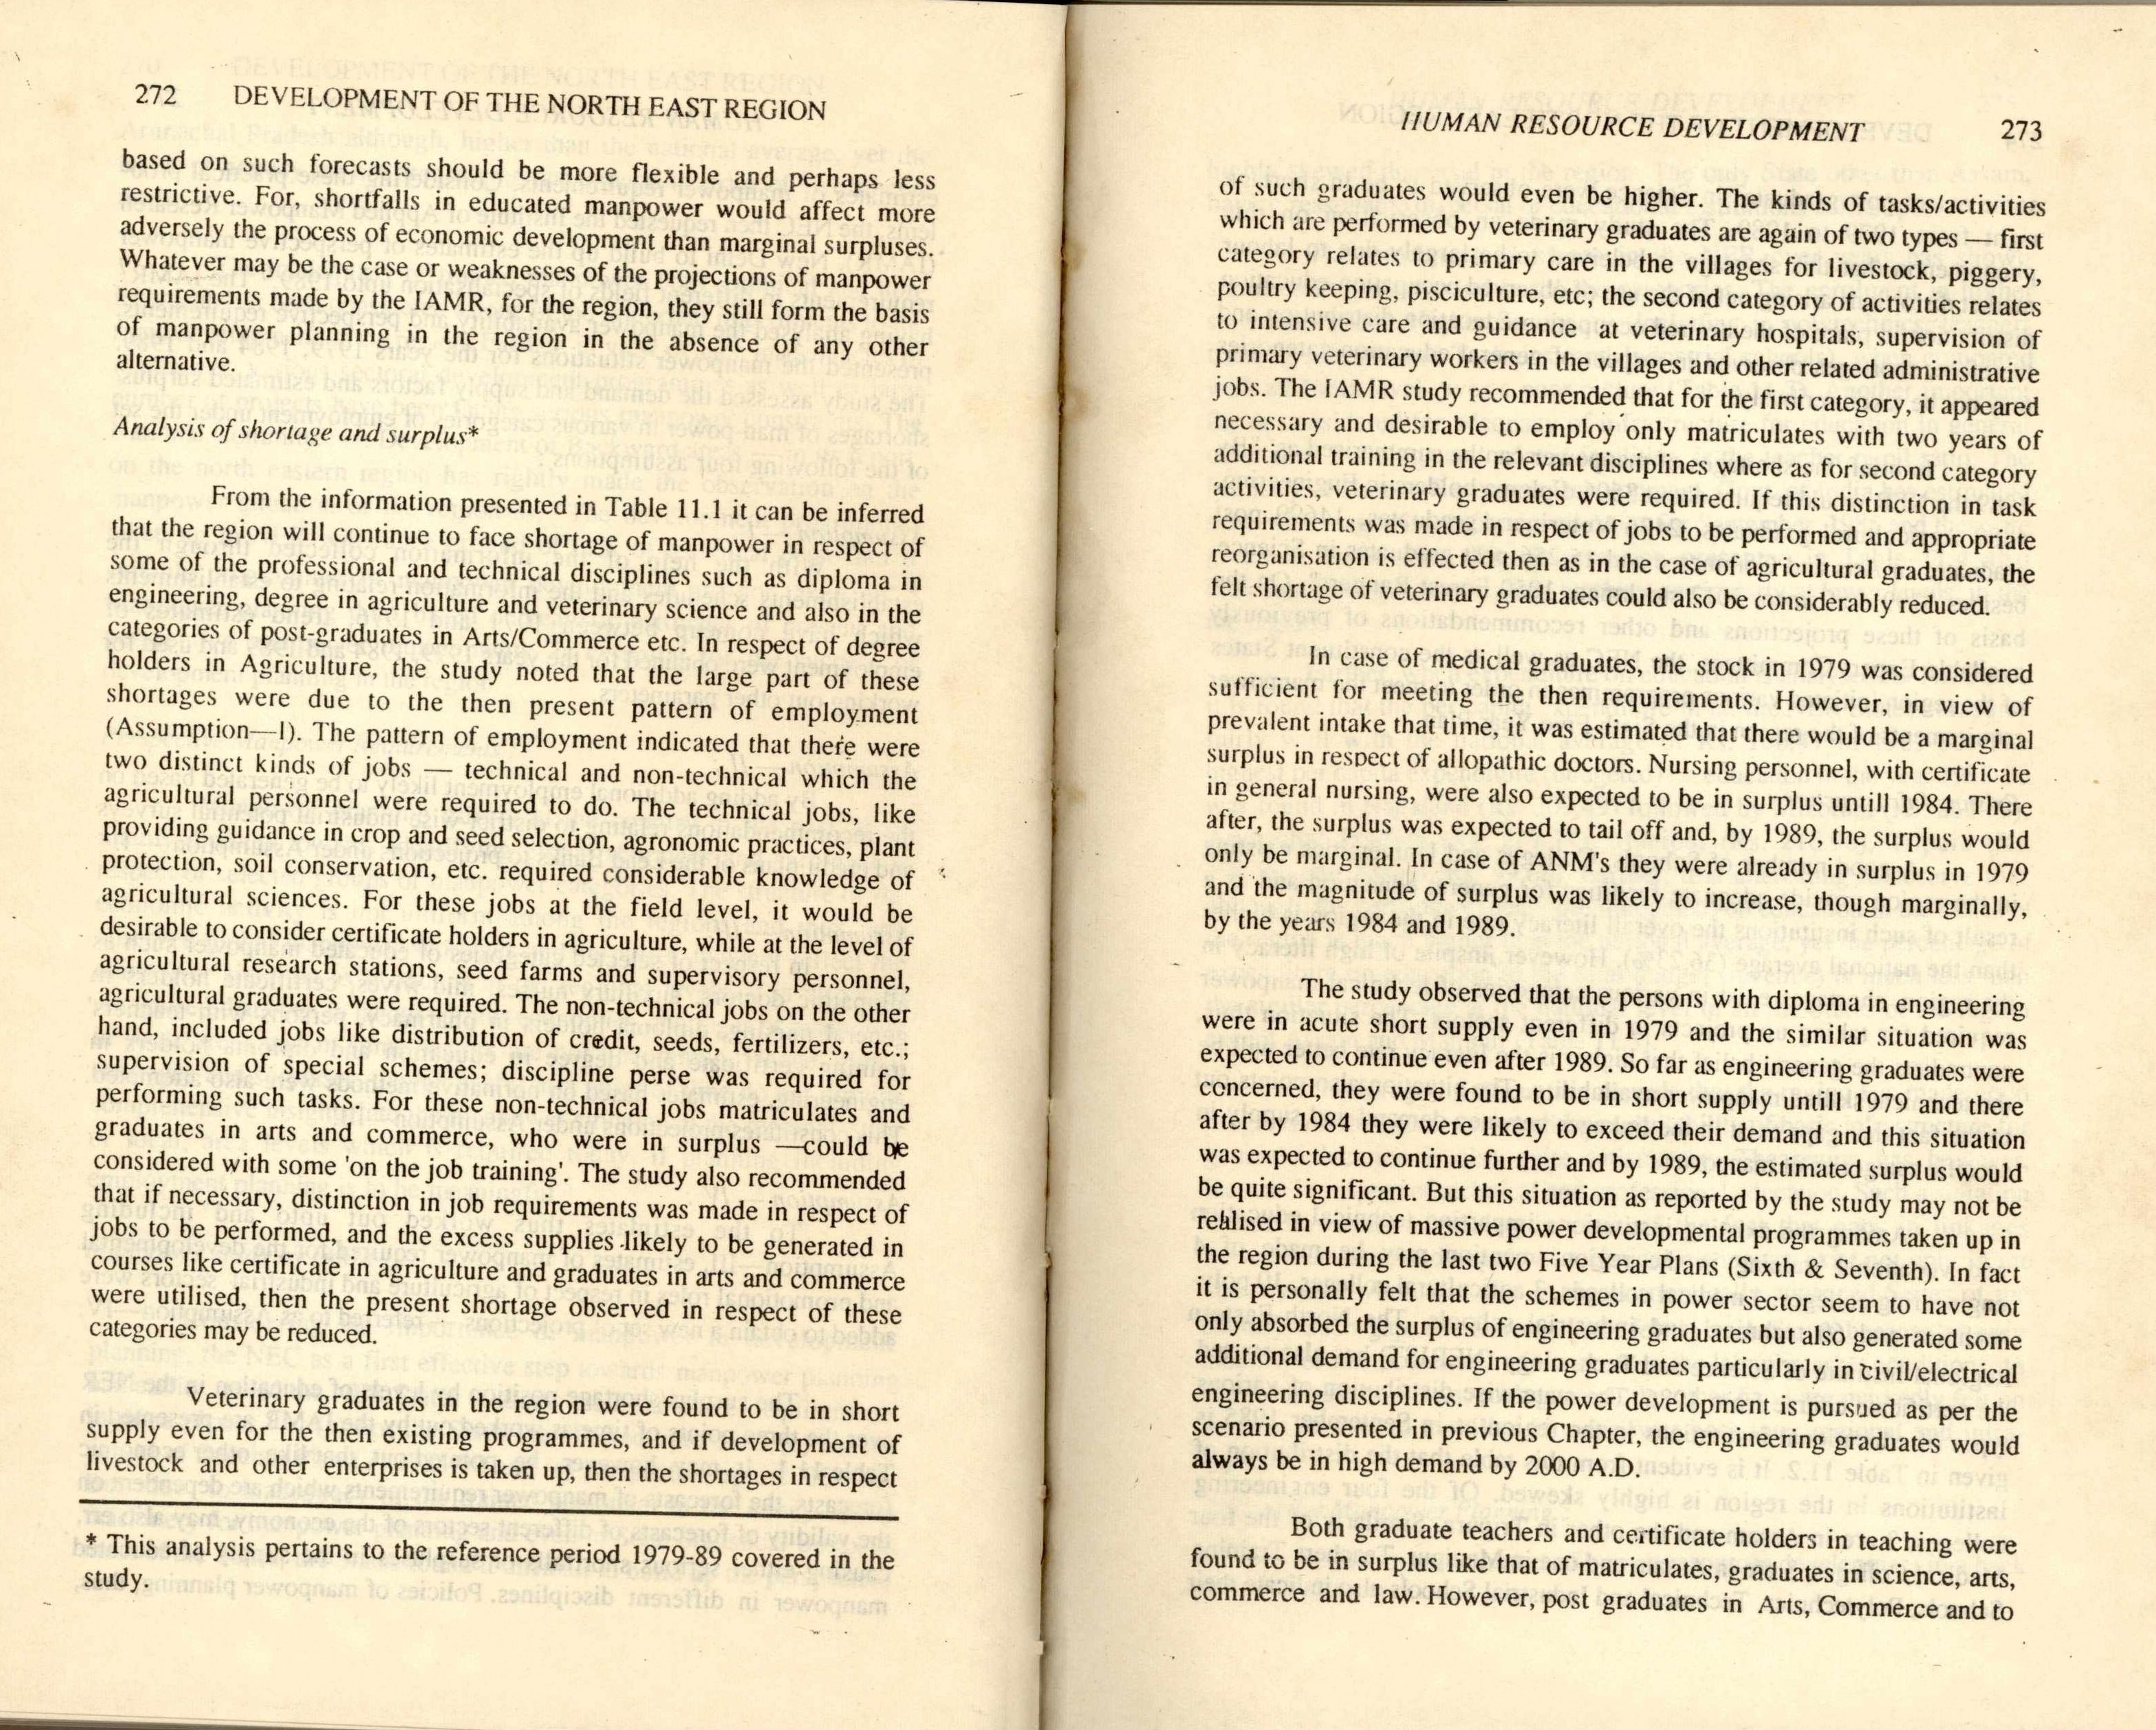 272 DEVELOPMENT OF THE NORTH EAST REGION
based on such forecasts should be more flexible and perhaps less
restrictive. For, shortfalls in educated manpower would affect more
adversely the process of economic development than marginal surpluses.
Whatever may be the case or weaknesses of the projections of manpower
requirements made by the IAMR, for the region, they still form the basis
of manpower planning in the region in the absence of any other
alternative.
Analysis of shortage and surplus*
From the information presented in Table 11.1 it can be inferred
that the region will continue to face shortage of manpower in respect of
some of the professional and technical disciplines such as diploma in
engineering, degree in agriculture and veterinary science and also in the
categories of post-graduates in Arts/Commerce etc. In respect of degree
holders in Agriculture, the study noted that the large part of these
shortages were due to the then present pattern of employment
(Assumption—I). The pattern of employment indicated that there were
two distinct kinds of jobs — technical and non-technical which the
agricultural personnel were required to do. The technical jobs, like
providing guidance in crop and seed selection, agronomic practices, plant
protection, soil conservation, etc. required considerable knowledge of
agricultural sciences. For these jobs at the field level, it would be
desirable to consider certificate holders in agriculture, while at the level of
agricultural research stations, seed farms and supervisory personnel,
agricultural graduates were required. The non-technical jobs on the other
hand, included jobs like distribution of credit, seeds, fertilizers, etc.;
supervision of special schemes; discipline perse was required for
performing such tasks. For these non-technical jobs matriculates and
graduates in arts and commerce, who were in surplus —could be
considered with some 'on the job training'. The study also recommended
that if necessary, distinction in job requirements was made in respect of
jobs to be performed, and the excess supplies likely to be generated in
courses like certificate in agriculture and graduates in arts and commerce
were utilised, then the present shortage observed in respect of these
categories may be reduced.
Veterinary graduates in the region were found to be in short
supply even for the then existing programmes, and if development of
livestock and other enterprises is taken up, then the shortages in respect
* This analysis pertains to the reference period 1979-89 covered in the
study.
HUMAN RESOURCE DEVELOPMENT 273
of such graduates would even be higher. The kinds of tasks/activities
which are performed by veterinary graduates are again of two types — first
category relates to primary care in the villages for livestock, piggery,
poultry keeping, pisciculture, etc; the second category of activities relates
to intensive care and guidance at veterinary hospitals, supervision of
primary veterinary workers in the villages and other related administrative
jobs. The IAMR study recommended that for the first category, it appeared
necessary and desirable to employ only matriculates with two years of
additional training in the relevant disciplines where as for second category
activities, veterinary graduates were required. If this distinction in task
requirements was made in respect of jobs to be performed and appropriate
reorganisation is effected then as in the case of agricultural graduates, the
felt shortage of veterinary graduates could also be considerably reduced.
In case of medical graduates, the stock in 1979 was considered
sufficient for meeting the then requirements. However, in view of
prevalent intake that time, it was estimated that there would be a marginal
surplus in respect of allopathic doctors. Nursing personnel, with certificate
in general nursing, were also expected to be in surplus untill 1984. There
after, the surplus was expected to tail off and, by 1989, the surplus would
only be marginal. In case of ANM's they were already in surplus in 1979
and the magnitude of surplus was likely to increase, though marginally,
by the years 1984 and 1989.
The study observed that the persons with diploma in engineering
were in acute short supply even in 1979 and the similar situation was
expected to continue even after 1989. So far as engineering graduates were
concerned, they were found to be in short supply untill 1979 and there
after by 1984 they were likely to exceed their demand and this situation
was expected to continue further and by 1989, the estimated surplus would
be quite significant. But this situation as reported by the study may not be
realised in view of massive power developmental programmes taken up in
the region during the last two Five Year Plans (Sixth & Seventh). In fact
it is personally felt that the schemes in power sector seem to have not
only absorbed the surplus of engineering graduates but also generated some
additional demand for engineering graduates particularly in civil/electrical
engineering disciplines. If the power development is pursued as per the
scenario presented in previous Chapter, the engineering graduates would
always be in high demand by 2000 A.D.
Both graduate teachers and certificate holders in teaching were
found to be in surplus like that of matriculates, graduates in science, arts,
commerce and law. However, post graduates in Arts, Commerce and to